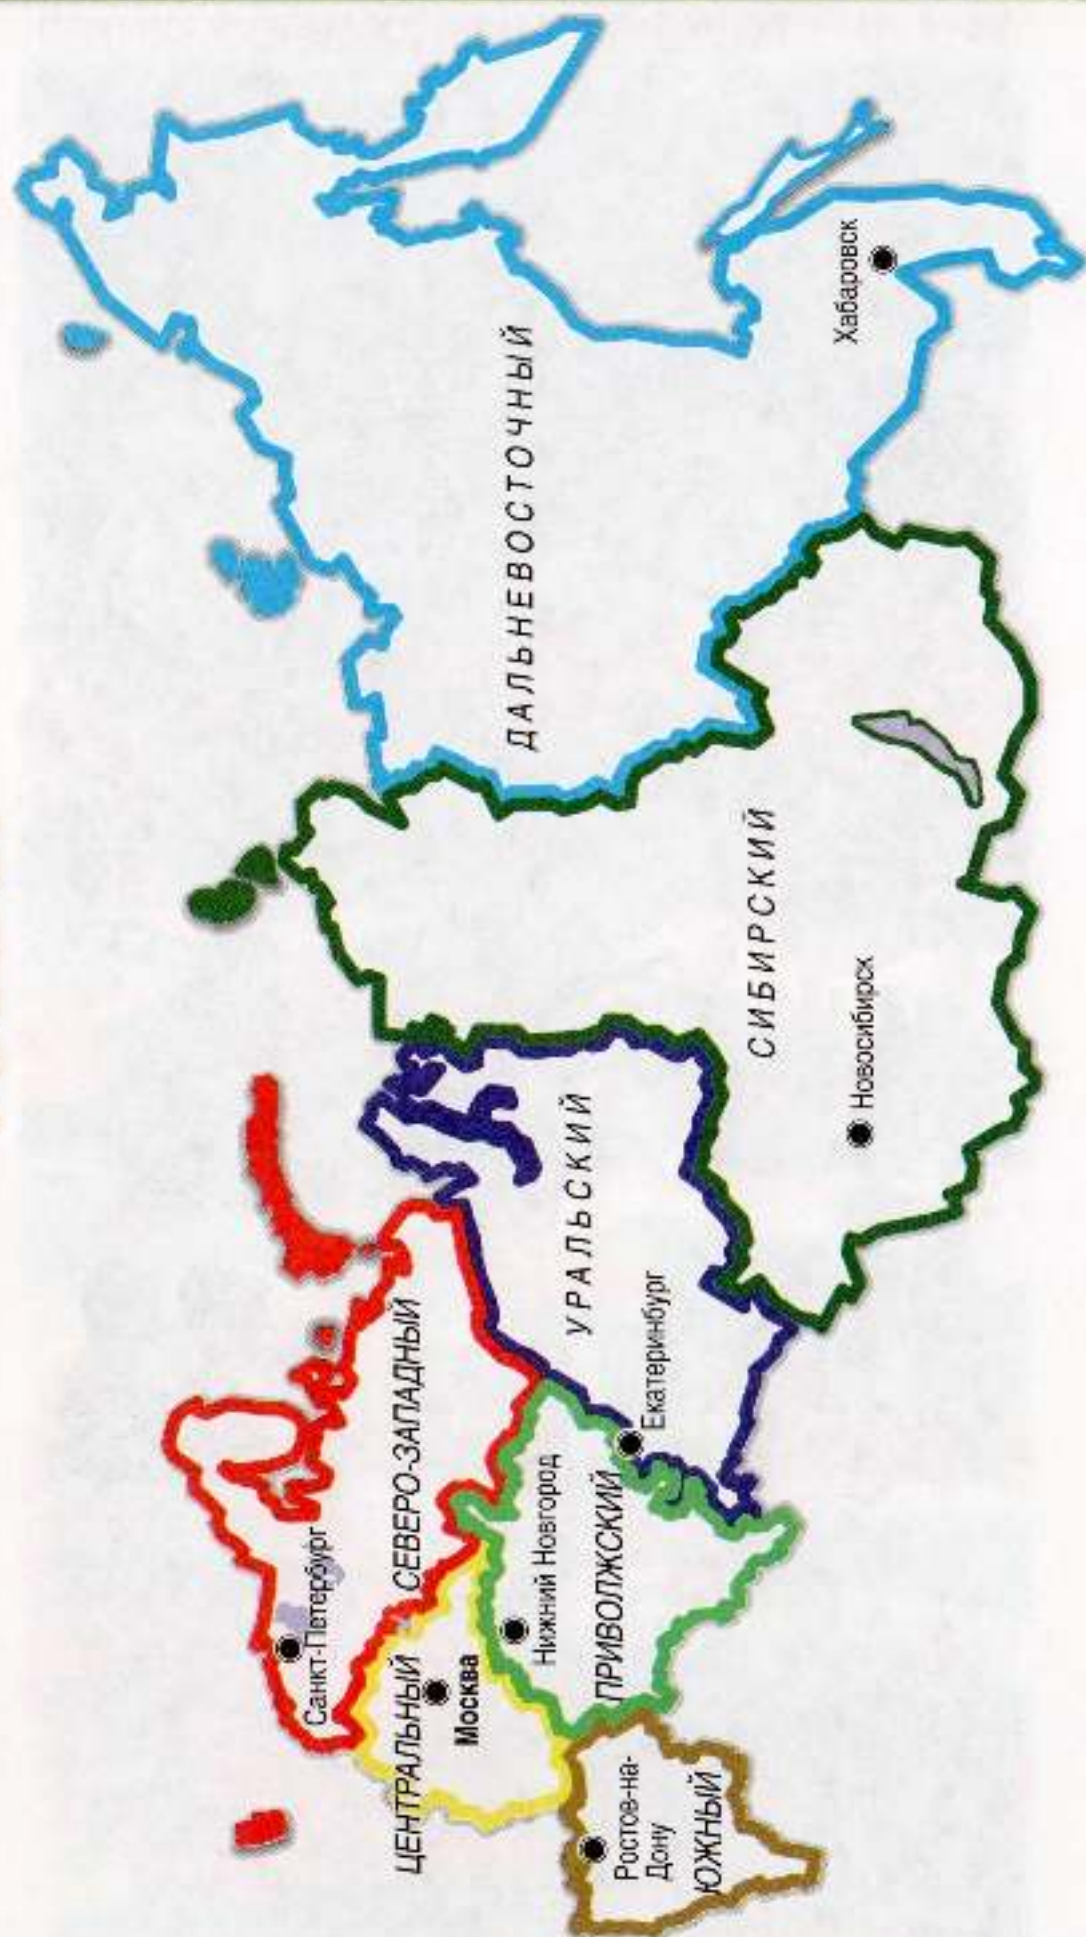 СЕВЕРО-ЗАПАДНЫЙ
Санкт-Петербург
ЦЕНТРАЛЬНЫЙ
Москва
ПРИВОЛЖСКИЙ
Нижний Новгород
ЮЖНЫЙ
Ростов-на-
Дону
УРАЛЬСКИЙ
Екатеринбург
СИБИРСКИЙ
Новосибирск
ДАЛЬНЕВОСТОЧНЫЙ
Хабаровск